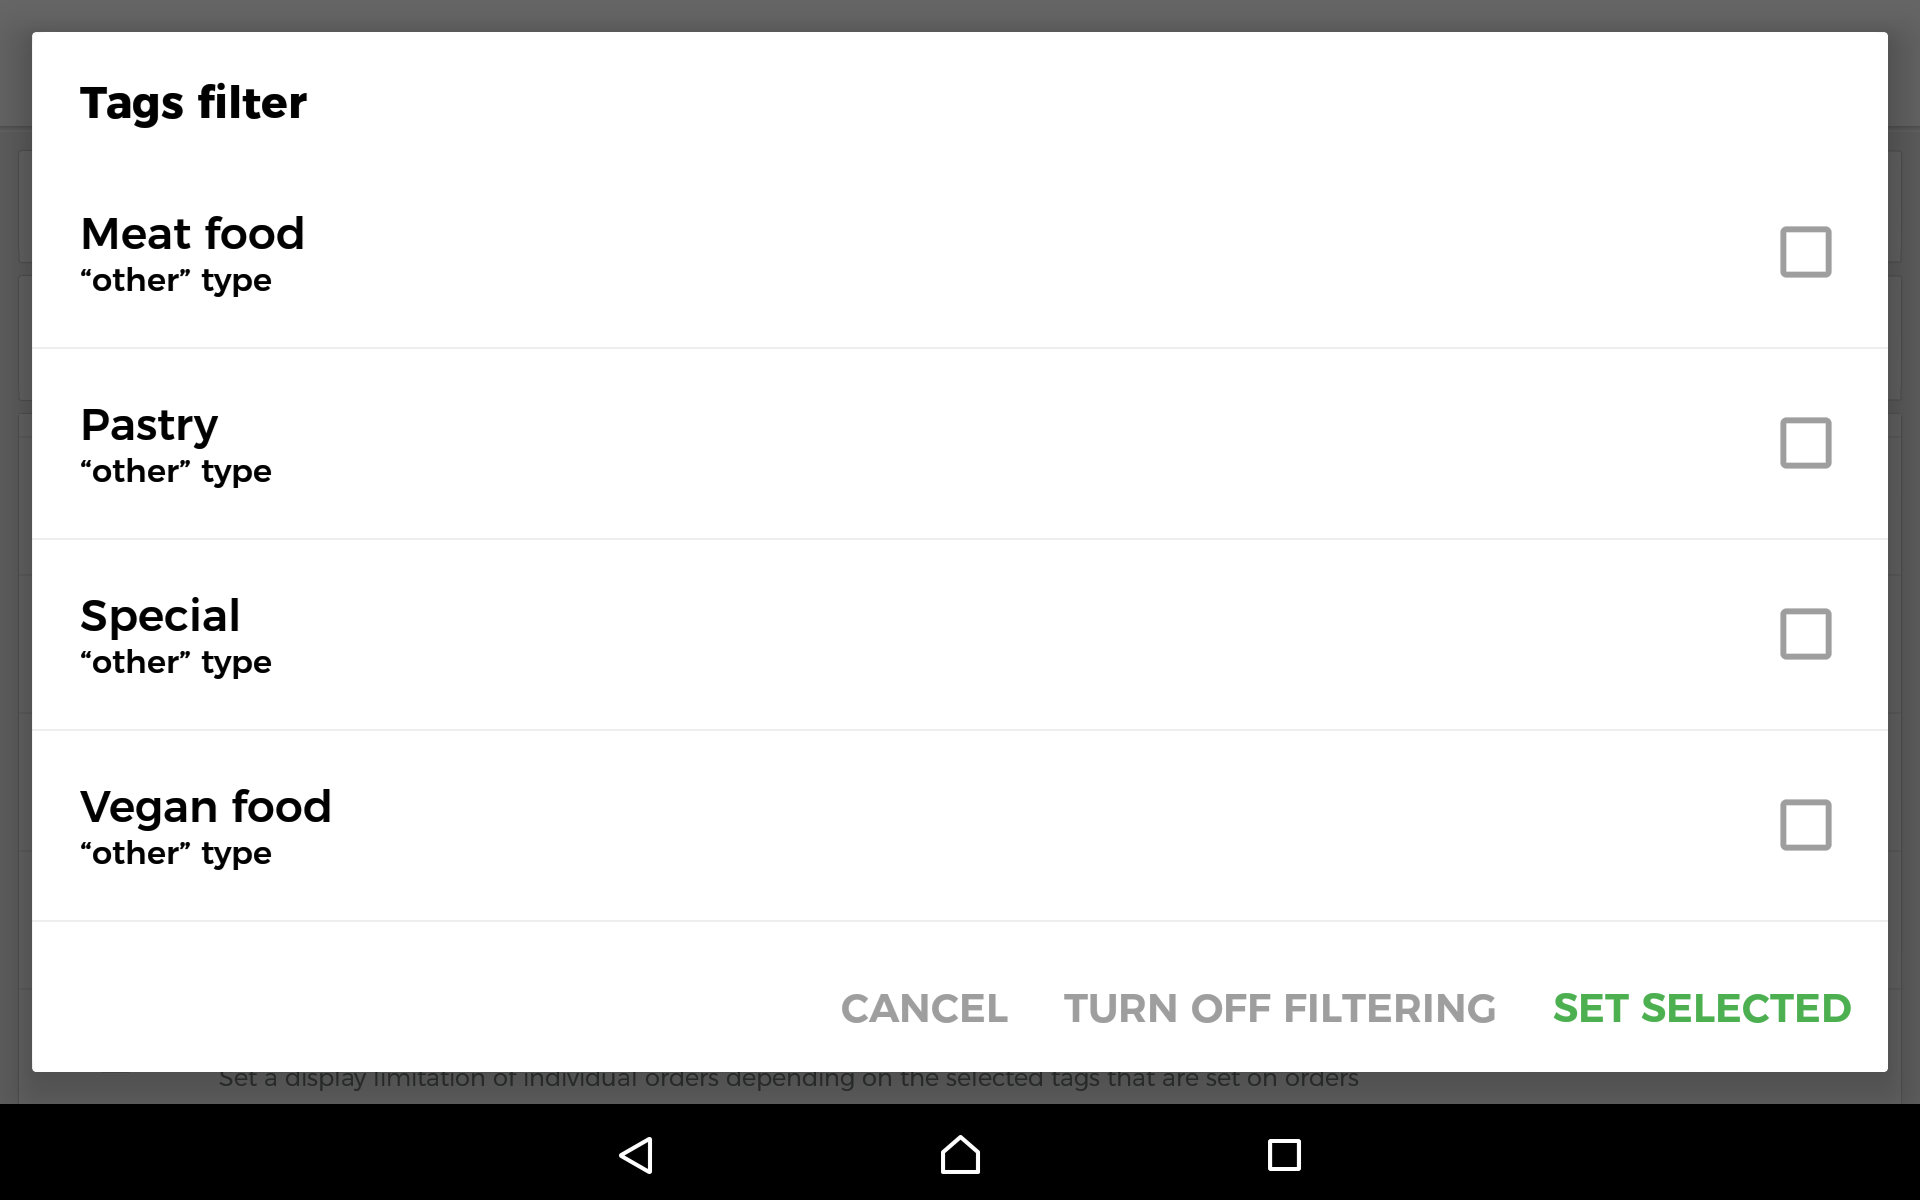 Tags filter
Meat food
“other” type
Pastry
“other” type
Special
“other” type
Vegan food
“other” type
CANCEL TURN OFF FILTERING SET SELECTED
Set a display limitation of individual orders depending on the selected tags that are set on orders